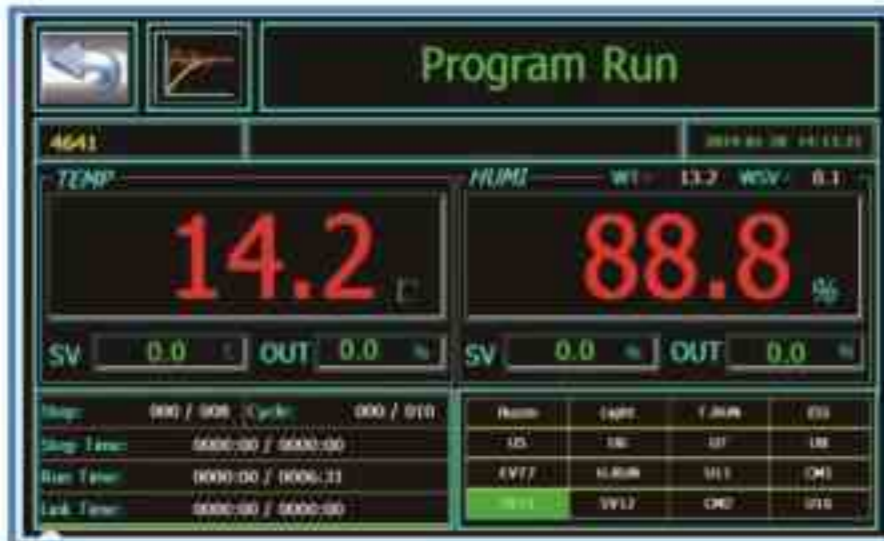 Program Run
4641
TEMP HUMI WT: 13.2 WSV: 0.1
14.2 C 88.8 %
SV 0.0 C OUT 0.0 % SV 0.0 % OUT 0.0 %
Step: 000 / 008 Cycle: 000 / 010
Step Time: 0000:00 / 0000:00
Run Time: 0000:00 / 0006:31
Link Time: 0000:00 / 0000:00
Light T.RUN
U5 U6 U7 U8
H.RUN
SV12 CM2